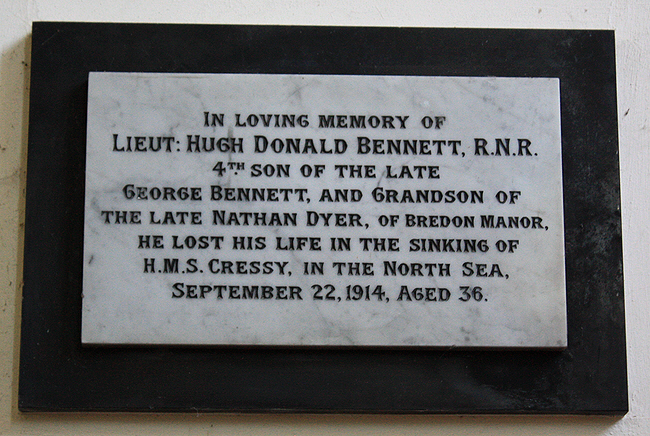 IN LOVING MEMORY OF
LIEUT: HUGH DONALD BENNETT, R.N.R.
4TH SON OF THE LATE
GEORGE BENNETT, AND GRANDSON OF
THE LATE NATHAN DYER, OF BREDON MANOR,
HE LOST HIS LIFE IN THE SINKING OF
H.M.S. CRESSY, IN THE NORTH SEA,
SEPTEMBER 22, 1914, AGED 36.